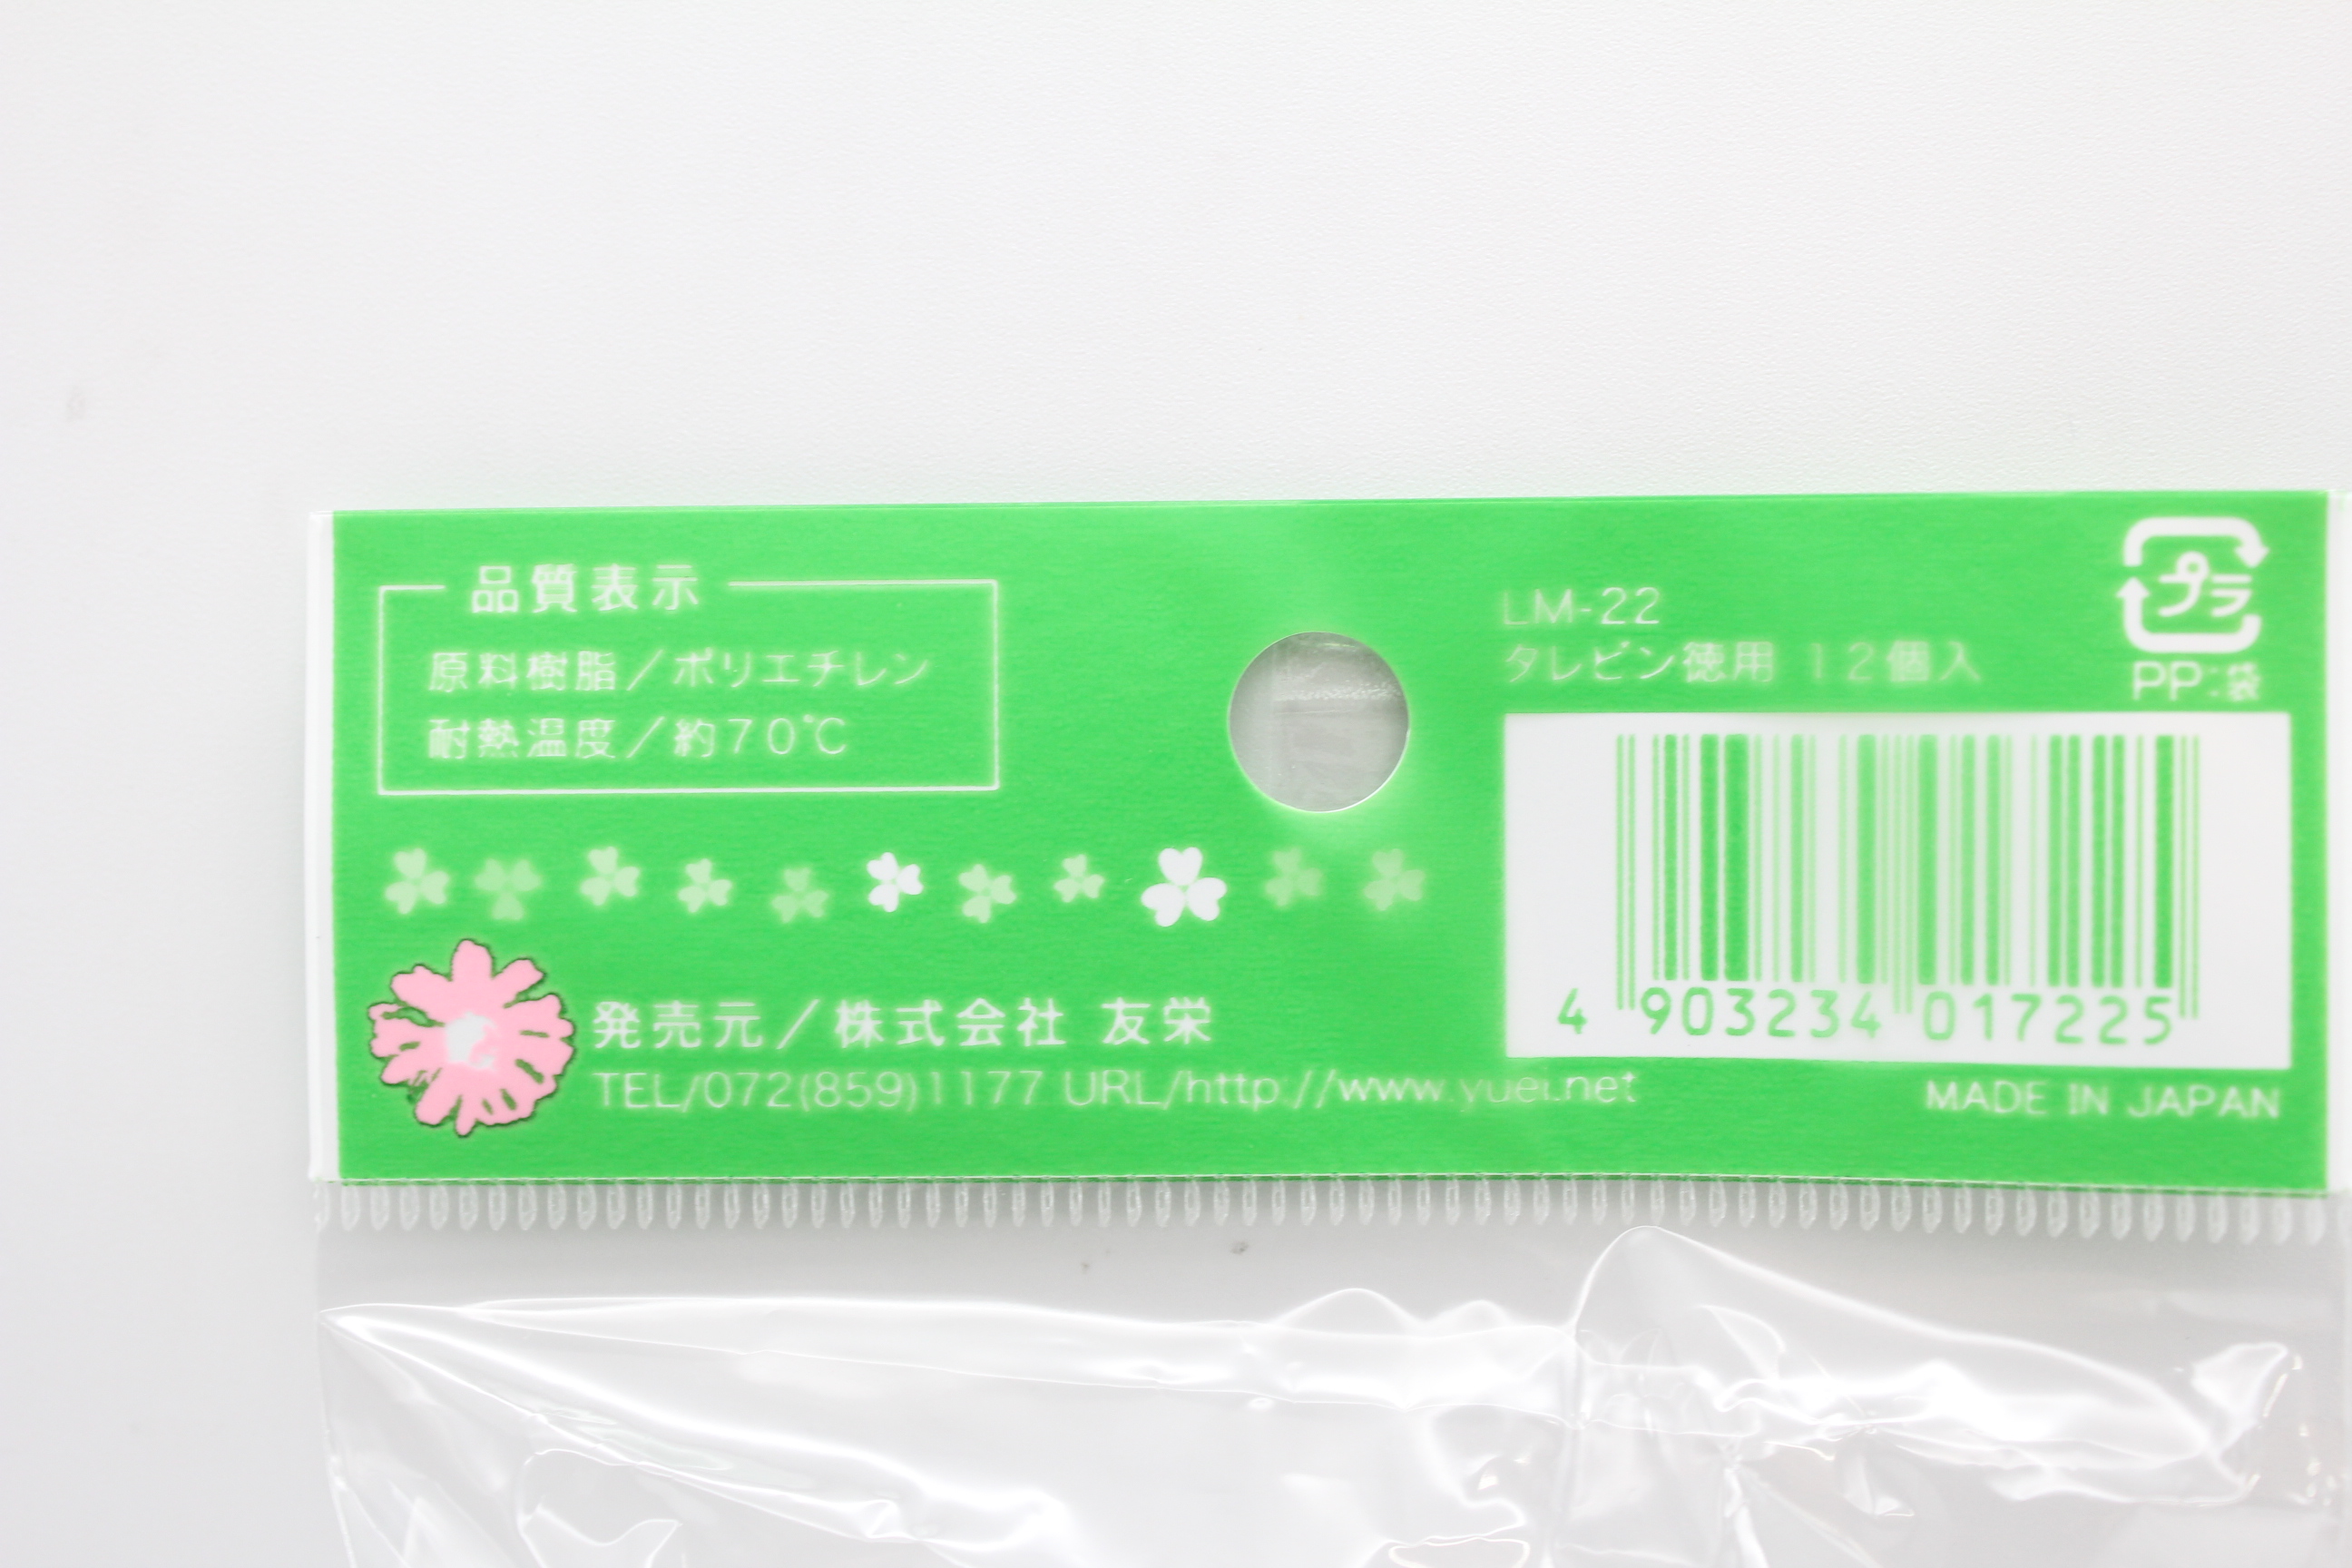 品質表示
原料樹脂／ポリエチレン
耐熱温度／約70℃
発売元／株式会社 友栄
TEL/072(859)1177 URL/http://www.yuei.net
LM-22
タレビン徳用 12個入
プラ
PP:袋
4 903234 017225
MADE IN JAPAN